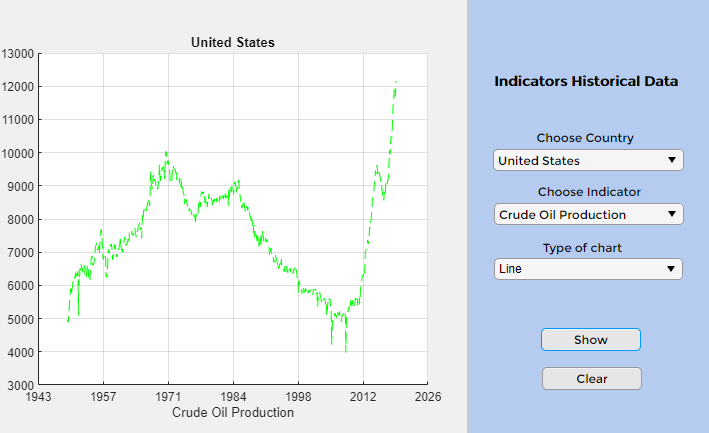 United States
13000
12000
11000
10000
9000
8000
7000
6000
5000
4000
3000
1943 1957 1971 1984 1998 2012 2026
Crude Oil Production
Indicators Historical Data
Choose Country
United States
Choose Indicator
Crude Oil Production
Type of chart
Line
Show
Clear